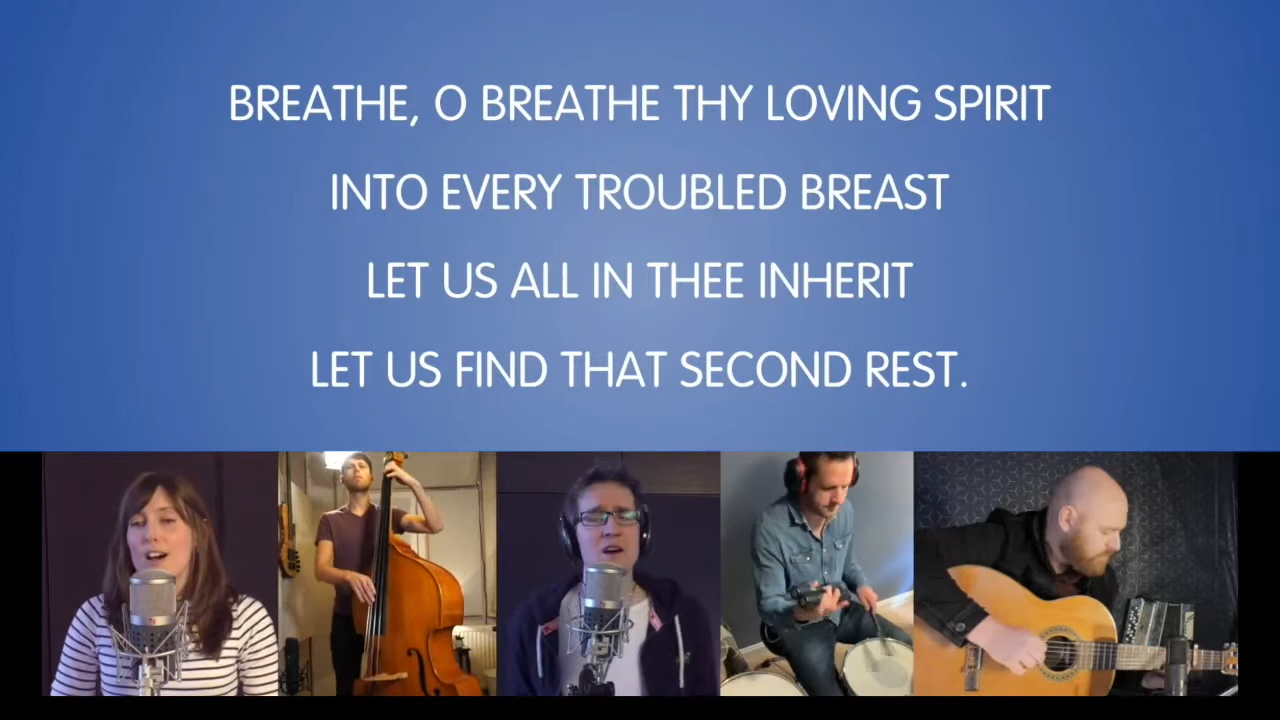 BREATHE, O BREATHE THY LOVING SPIRIT
INTO EVERY TROUBLED BREAST
LET US ALL IN THEE INHERIT
LET US FIND THAT SECOND REST.